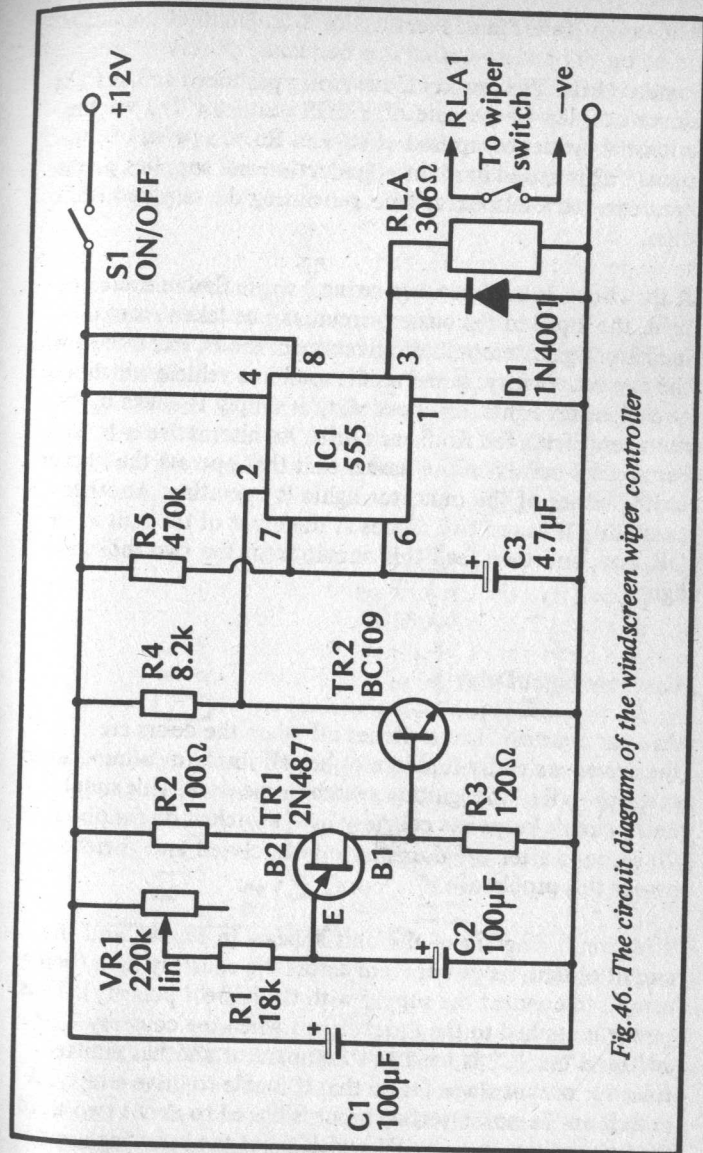 +12V
S1
ON/OFF
VR1
220k
lin
R1
18k
R2
100Ω
R4
8.2k
R5
470k
B2
TR1
2N4871
E
B1
7
2
4
8
IC1
555
6
1
3
RLA
306Ω
RLA1
To wiper
switch
-ve
C1
100µF
C2
100µF
R3
220Ω
TR2
BC109
C3
4.7µF
D1
1N4001
Fig.46. The circuit diagram of the windscreen wiper controller